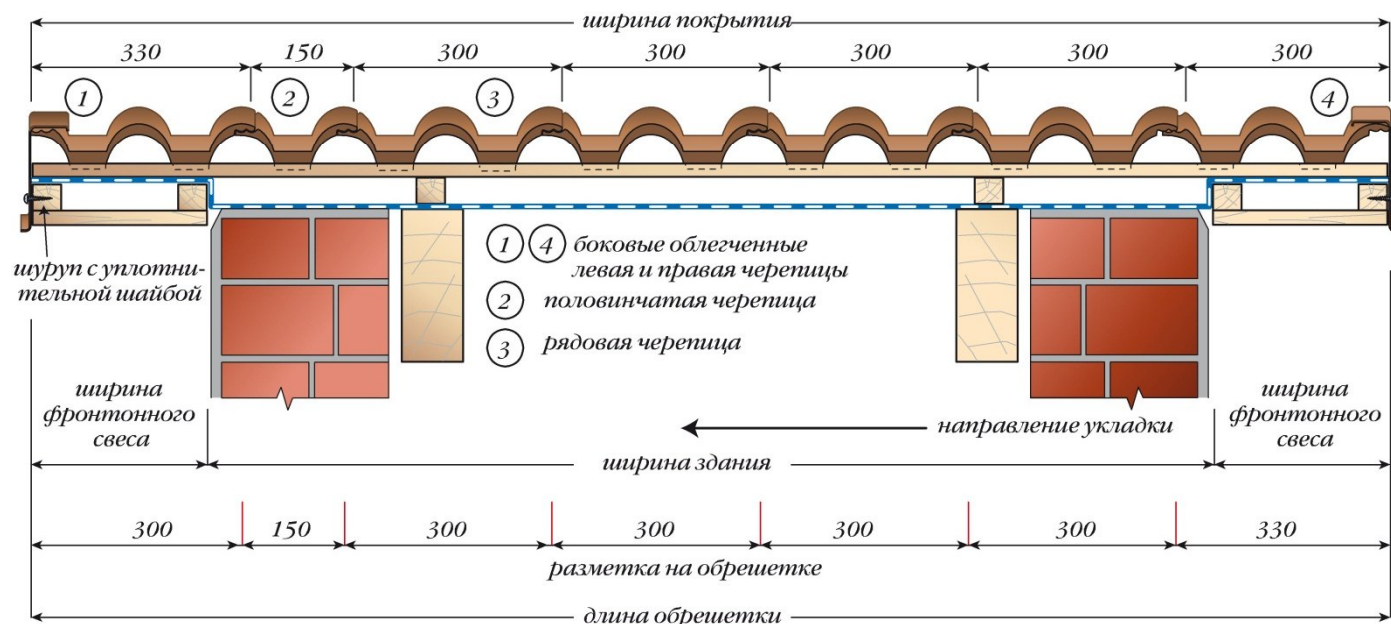 ширина покрытия
330 150 300 300 300 300 300
1 2 3 4
1 4 боковые облегченные
левая и правая черепицы
2 половинчатая черепица
3 рядовая черепица
шуруп с уплотни-
тельной шайбой
ширина
фронтонного
свеса
направление укладки
ширина
фронтонного
свеса
ширина здания
300 150 300 300 300 300 330
разметка на обрешетке
длина обрешетки